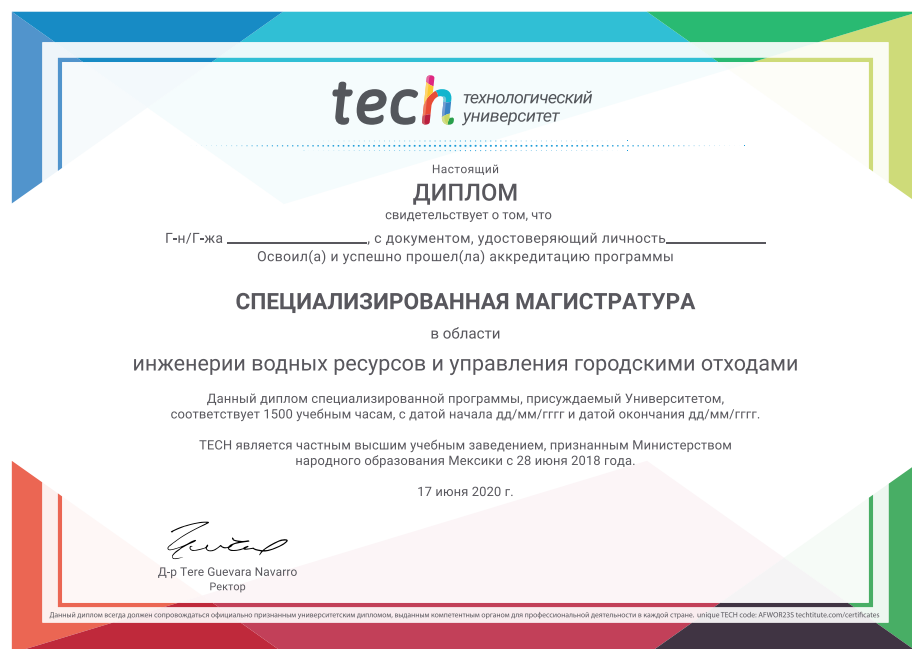 tech технологический
университет
Настоящий
ДИПЛОМ
свидетельствует о том, что
Г-н/Г-жа ____________________, с документом, удостоверяющий личность______________
Освоил(а) и успешно прошел(ла) аккредитацию программы
СПЕЦИАЛИЗИРОВАННАЯ МАГИСТРАТУРА
в области
инженерии водных ресурсов и управления городскими отходами
Данный диплом специализированной программы, присуждаемый Университетом,
соответствует 1500 учебным часам, с датой начала дд/мм/гггг и датой окончания дд/мм/гггг.
TECH является частным высшим учебным заведением, признанным Министерством
народного образования Мексики с 28 июня 2018 года.
17 июня 2020 г.
Д-р Tere Guevara Navarro
Ректор
Данный диплом всегда должен сопровождаться официально признанным университетским дипломом, выданным компетентным органом для профессиональной деятельности в каждой стране. unique TECH code: AFWOR23S techtitute.com/certificates